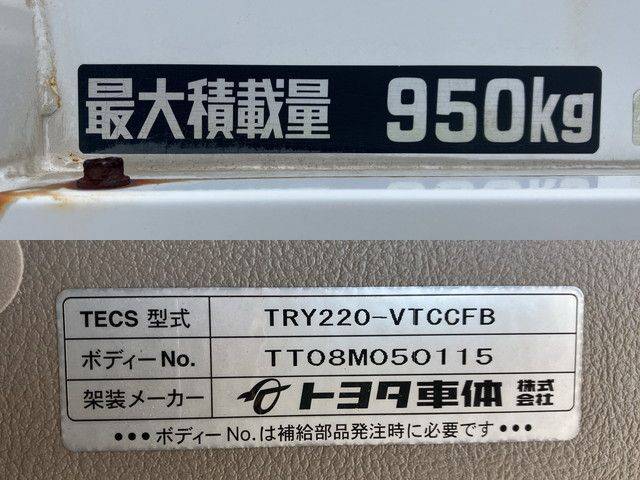 最大積載量 950kg
TECS 型式 TRY220-VTCCFB
ボディーNo. TT08M050115
架装メーカー トヨタ車体 株式会社
•••ボディーNo.は補給部品発注時に必要です•••